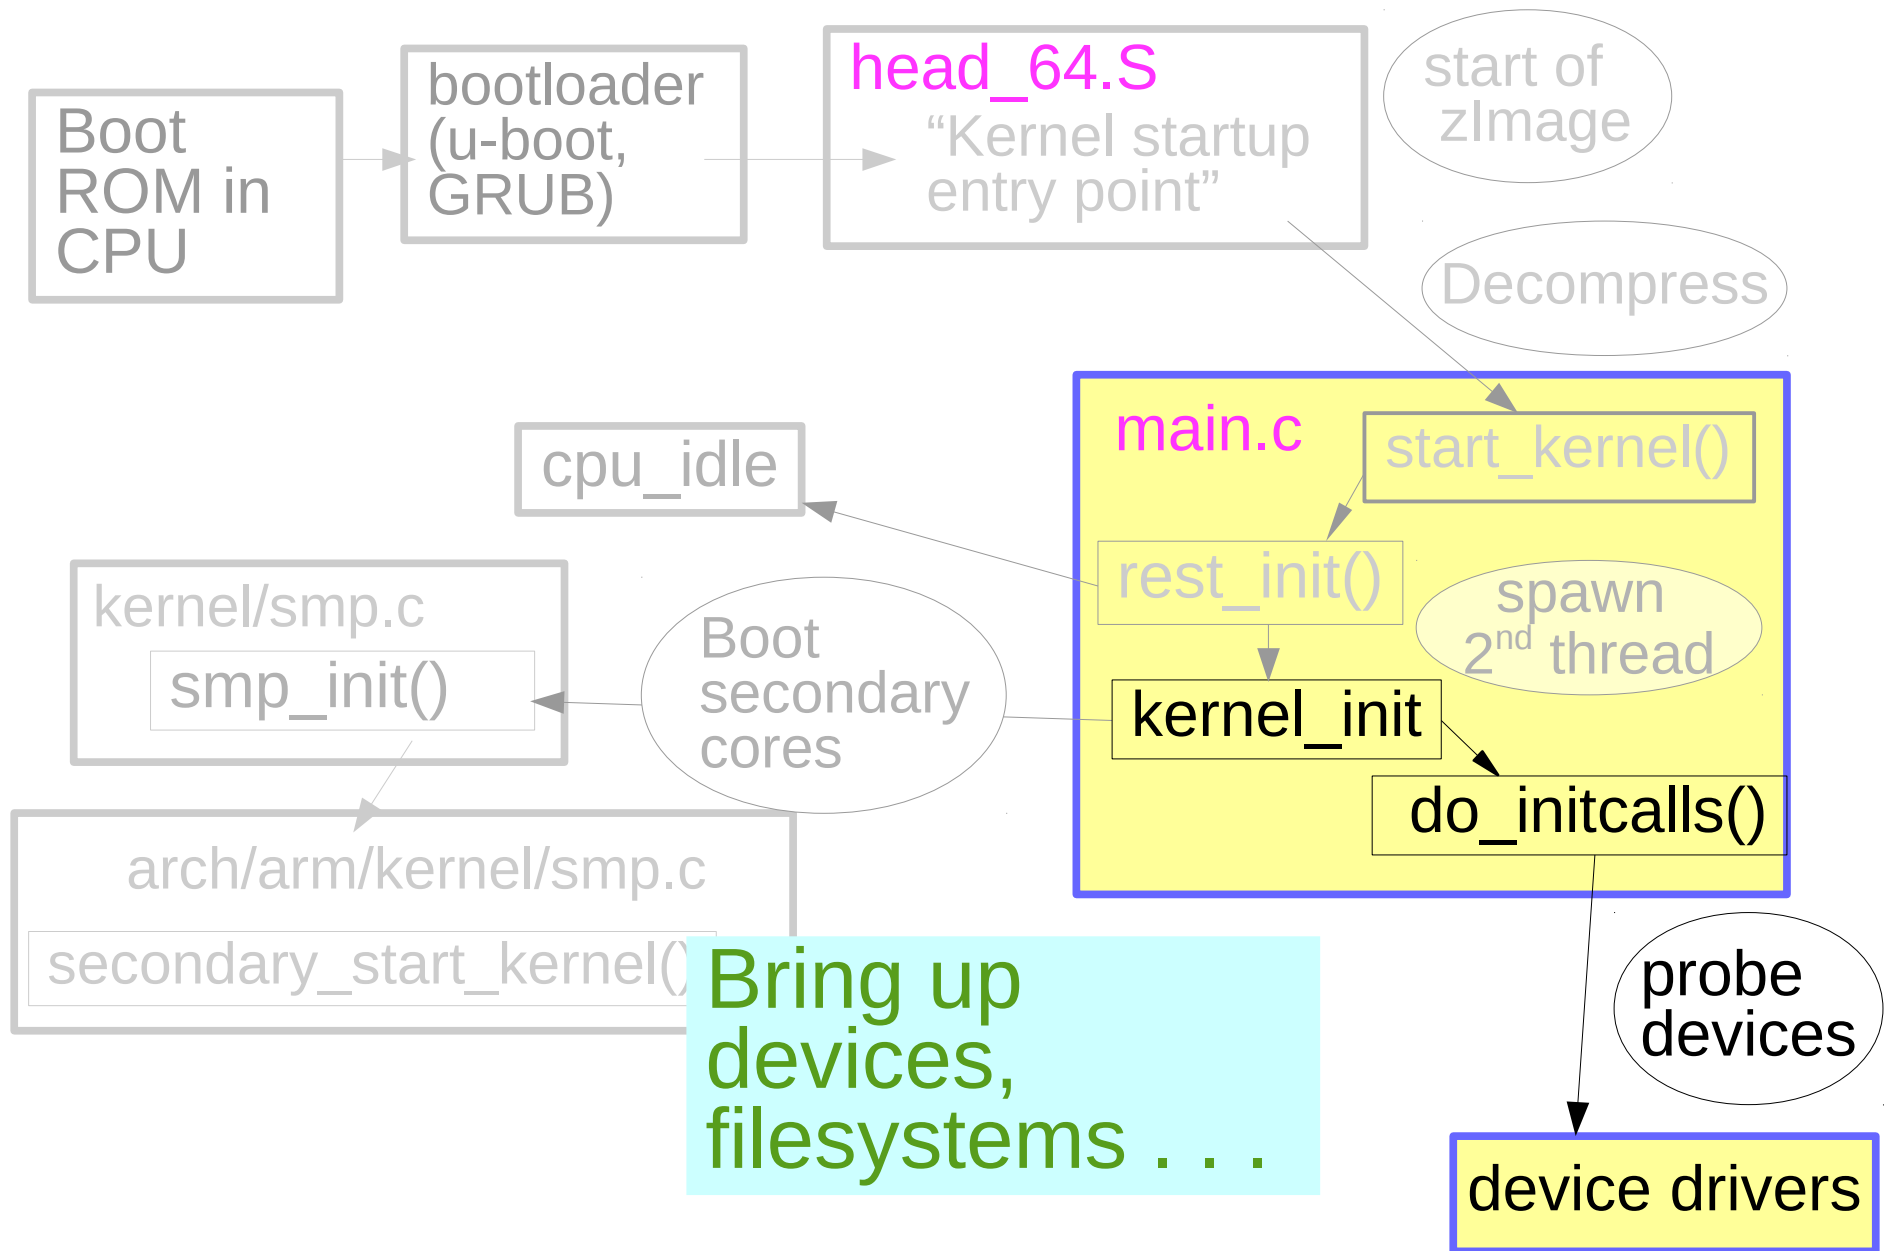 Boot
ROM in
CPU
bootloader
(u-boot,
GRUB)
head_64.S
“Kernel startup
entry point”
start of
zImage
Decompress
main.c
start_kernel()
cpu_idle
rest_init()
spawn
2nd thread
kernel/smp.c
smp_init()
Boot
secondary
cores
kernel_init
do_initcalls()
arch/arm/kernel/smp.c
secondary_start_kernel()
Bring up
devices,
filesystems . . .
probe
devices
device drivers